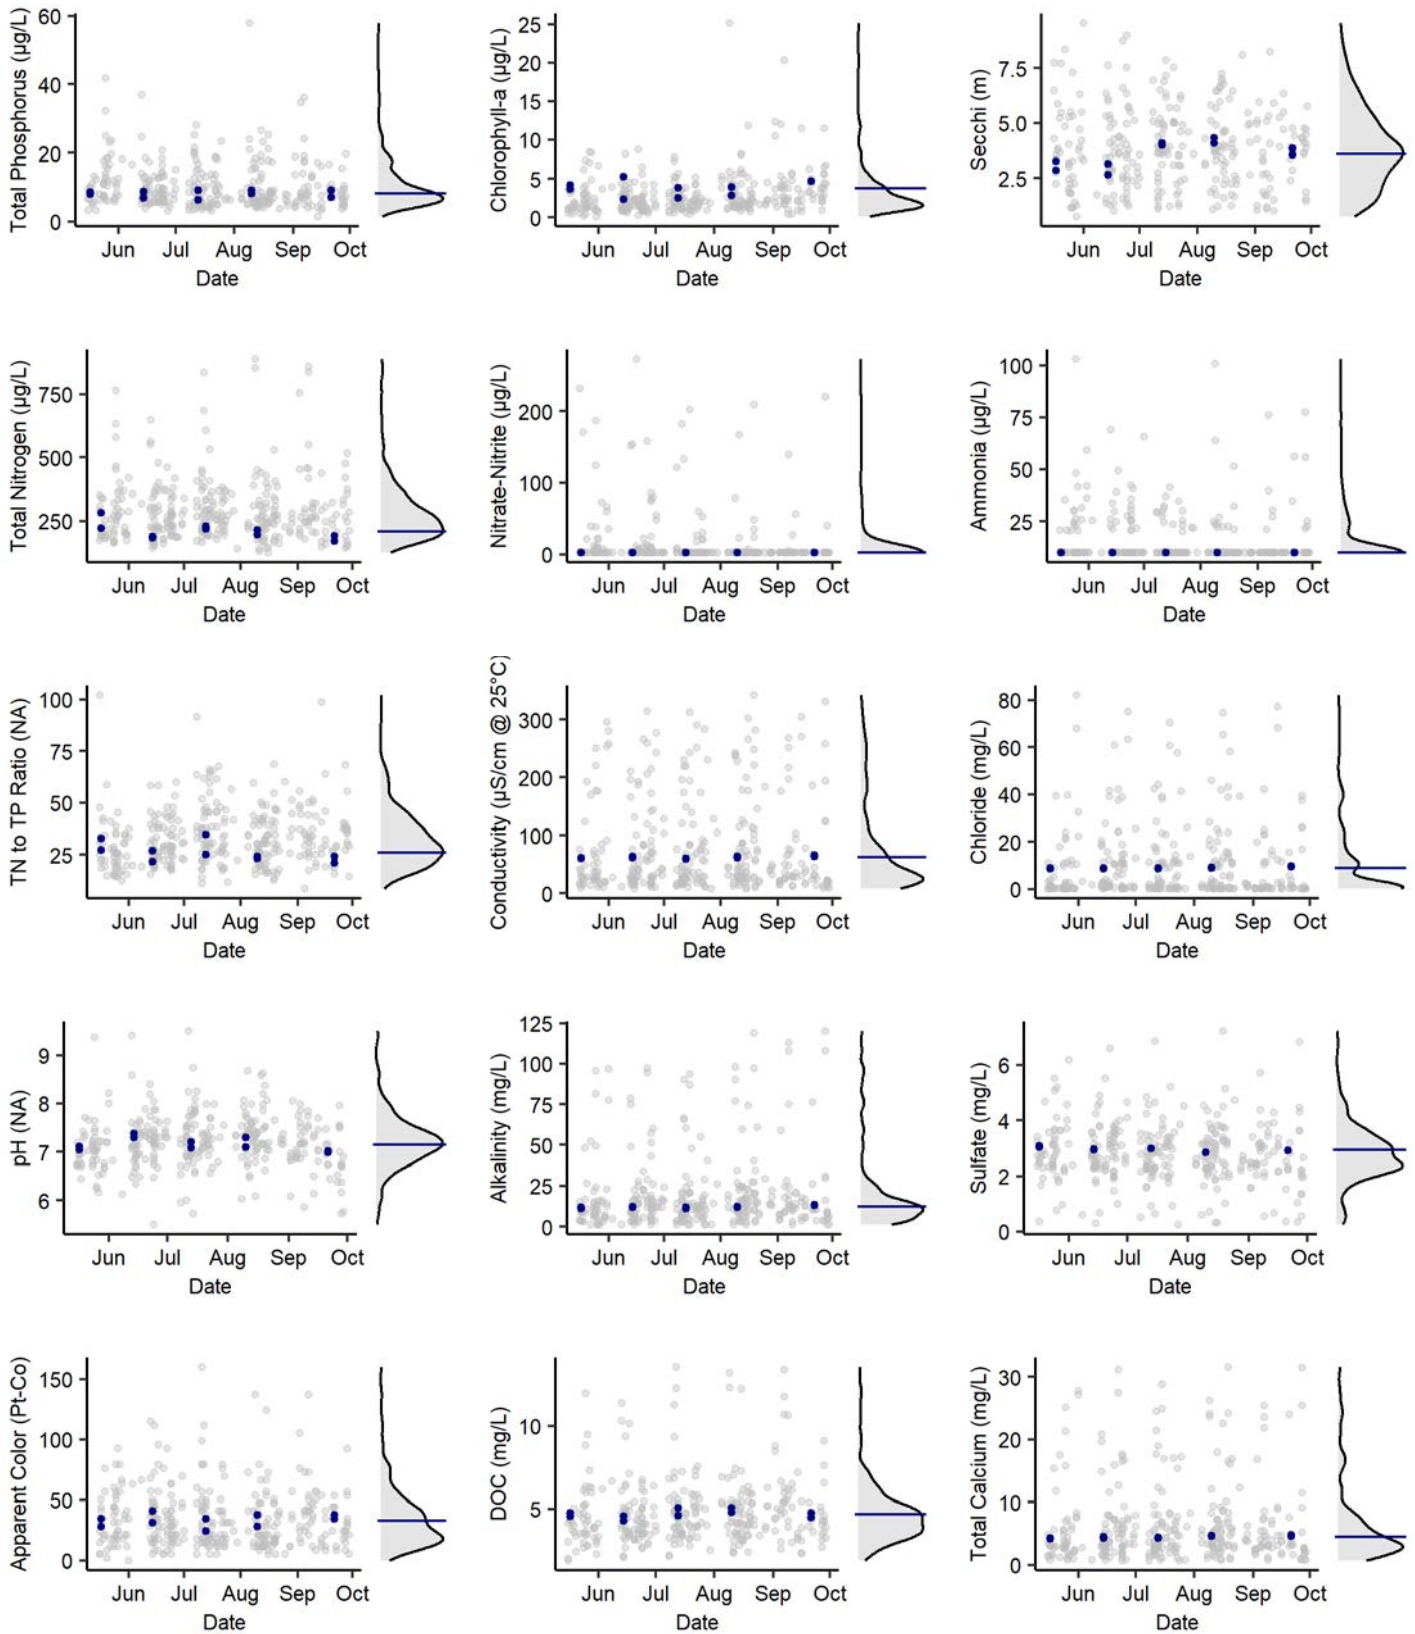 Total Phosphorus (µg/L)
60
40
20
0
Jun Jul Aug Sep Oct
Date
Chlorophyll-a (µg/L)
25
20
15
10
5
0
Jun Jul Aug Sep Oct
Date
Secchi (m)
7.5
5.0
2.5
Jun Jul Aug Sep Oct
Date
Total Nitrogen (µg/L)
750
500
250
Jun Jul Aug Sep Oct
Date
Nitrate-Nitrite (µg/L)
200
100
0
Jun Jul Aug Sep Oct
Date
Ammonia (µg/L)
100
75
50
25
Jun Jul Aug Sep Oct
Date
TN to TP Ratio (NA)
100
75
50
25
Jun Jul Aug Sep Oct
Date
Conductivity (µS/cm @ 25°C)
300
200
100
0
Jun Jul Aug Sep Oct
Date
Chloride (mg/L)
80
60
40
20
0
Jun Jul Aug Sep Oct
Date
pH (NA)
9
8
7
6
Jun Jul Aug Sep Oct
Date
Alkalinity (mg/L)
125
100
75
50
25
0
Jun Jul Aug Sep Oct
Date
Sulfate (mg/L)
6
4
2
0
Jun Jul Aug Sep Oct
Date
Apparent Color (Pt-Co)
150
100
50
0
Jun Jul Aug Sep Oct
Date
DOC (mg/L)
10
5
Jun Jul Aug Sep Oct
Date
Total Calcium (mg/L)
30
20
10
0
Jun Jul Aug Sep Oct
Date